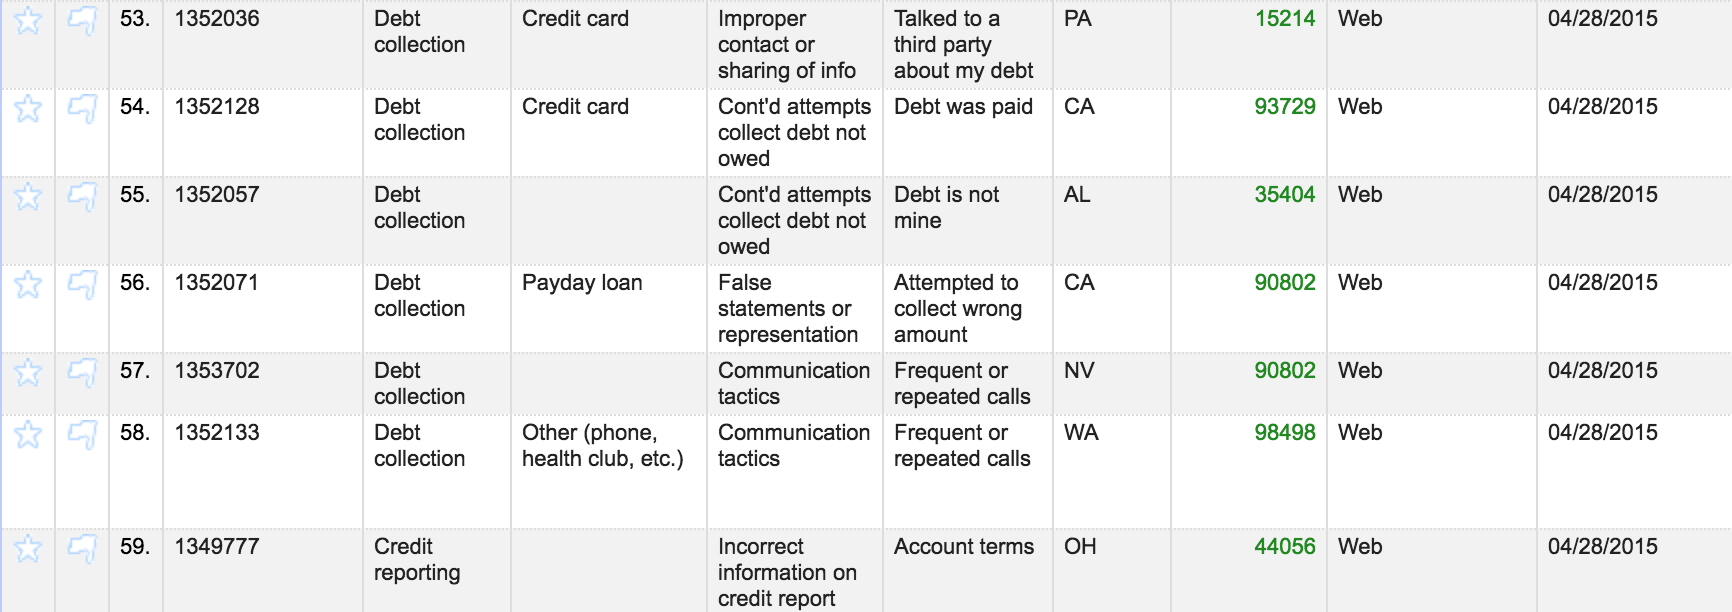 53. 1352036 Debt collection Credit card Improper contact or sharing of info Talked to a third party about my debt PA 15214 Web 04/28/2015
54. 1352128 Debt collection Credit card Cont'd attempts collect debt not owed Debt was paid CA 93729 Web 04/28/2015
55. 1352057 Debt collection Cont'd attempts collect debt not owed Debt is not mine AL 35404 Web 04/28/2015
56. 1352071 Debt collection Payday loan False statements or representation Attempted to collect wrong amount CA 90802 Web 04/28/2015
57. 1353702 Debt collection Communication tactics Frequent or repeated calls NV 90802 Web 04/28/2015
58. 1352133 Debt collection Other (phone, health club, etc.) Communication tactics Frequent or repeated calls WA 98498 Web 04/28/2015
59. 1349777 Credit reporting Incorrect information on credit report Account terms OH 44056 Web 04/28/2015